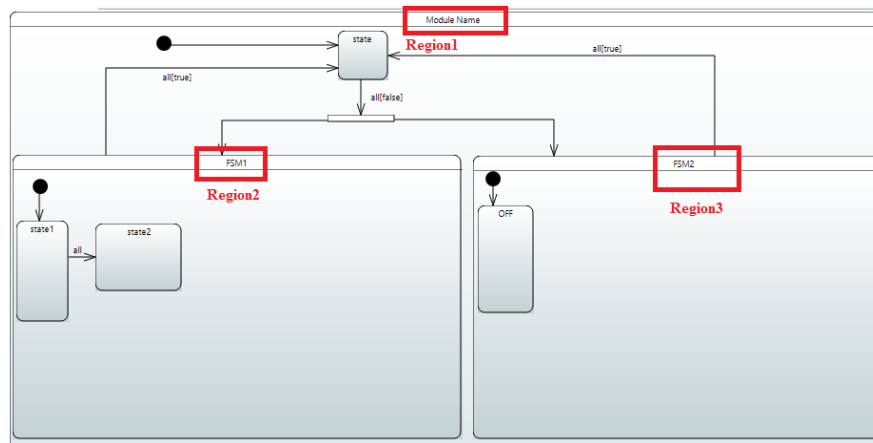 Module Name
Region1
state
all[true]
all[true]
all[false]
FSM1
FSM2
Region2
Region3
state1
state2
all
OFF